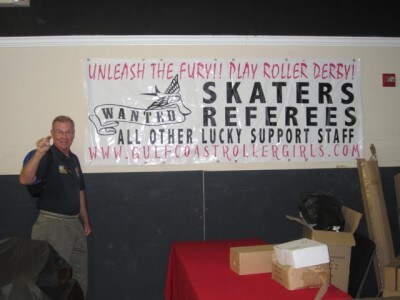 UNLEASH THE FURY!! PLAY ROLLER DERBY!
WANTED
SKATERS
REFEREES
ALL OTHER LUCKY SUPPORT STAFF
WWW.GULFCOASTROLLERGIRLS.COM